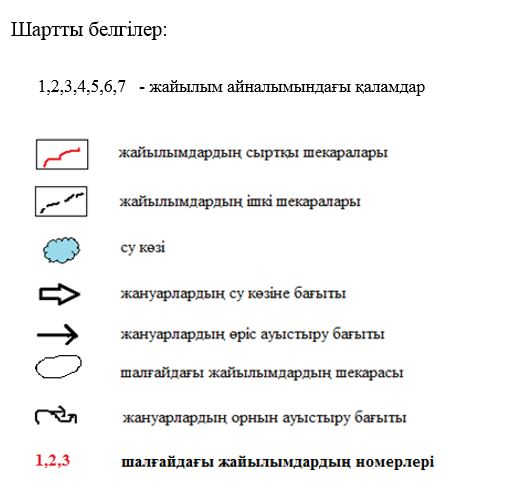 Шартты белгілер:
1,2,3,4,5,6,7 - жайылым айналымындағы қаламдар
жайылымдардың сыртқы шекаралары
жайылымдардың ішкі шекаралары
су көзі
жануарлардың су көзіне бағыты
жануарлардың өріс ауыстыру бағыты
шалғайдағы жайылымдардың шекарасы
жануарлардың орнын ауыстыру бағыты
1,2,3 шалғайдағы жайылымдардың номерлері